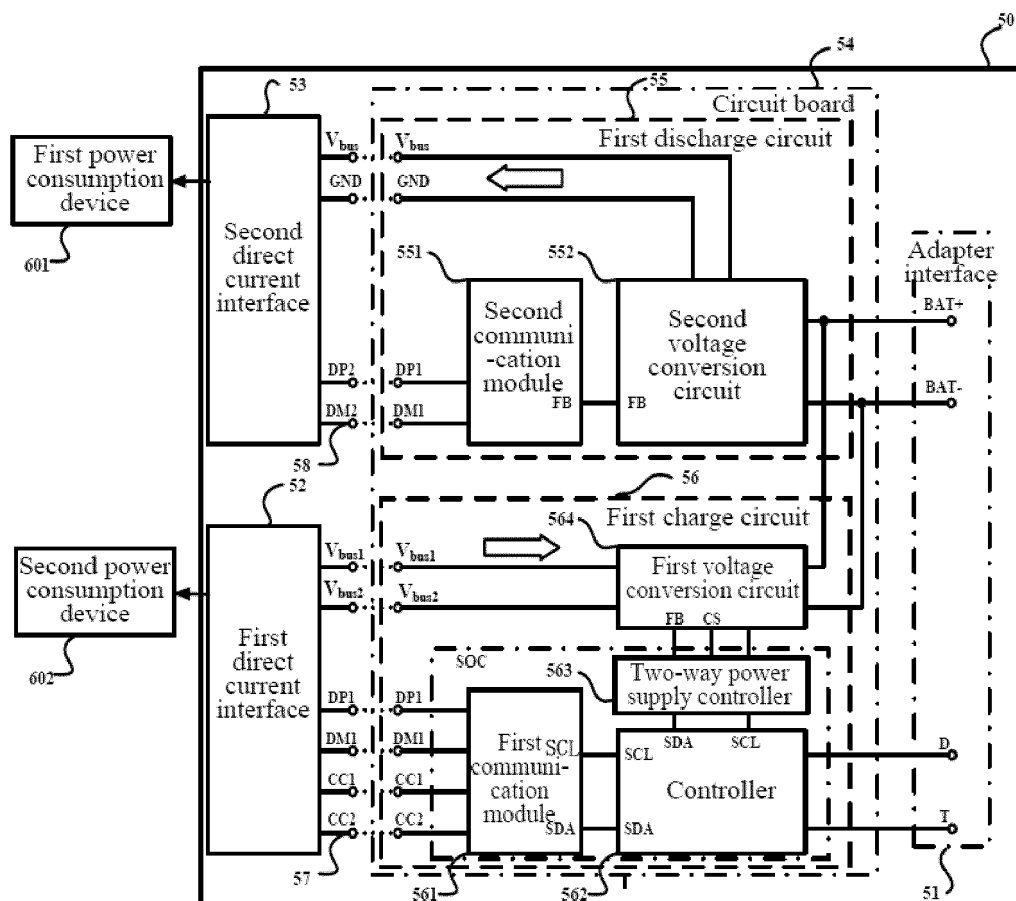 50
54
53
55
Circuit board
First discharge circuit
Vbus
Vbus
GND
GND
First power
consumption
device
601
Second
direct
current
interface
551
552
Adapter
interface
Second
communi
-cation
module
FB
FB
Second
voltage
conversion
circuit
BAT+
BAT-
DP2
DP1
DM2
DM1
58
52
56
First charge circuit
564
Vbus1
Vbus1
Vbus2
Vbus2
First voltage
conversion circuit
FB
CS
Second power
consumption
device
602
First
direct
current
interface
SOC
563
Two-way power
supply controller
DP1
DP1
DM1
DM1
CC1
CC1
CC2
CC2
SCL
First
communi-
cation
module
SDA
SDA
SCL
SCL
Controller
SDA
D
T
57
561
562
51